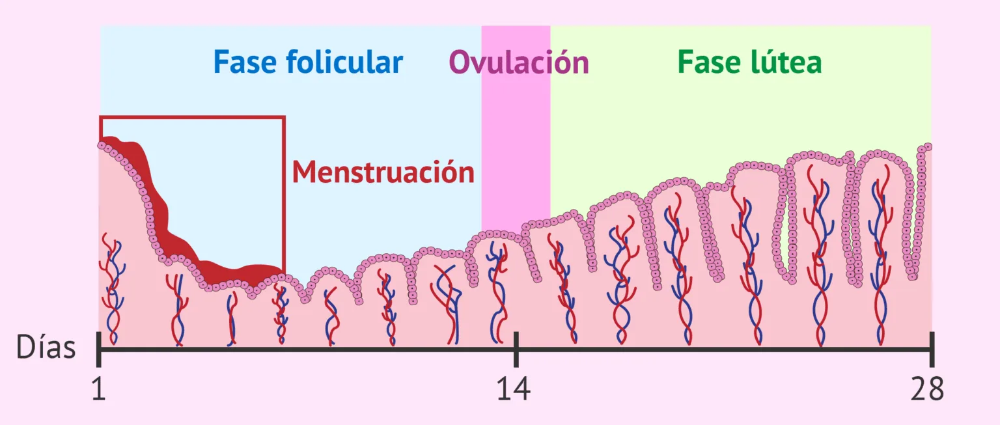 Fase folicular
Ovulación
Fase lútea
Menstruación
Días
1
14
28